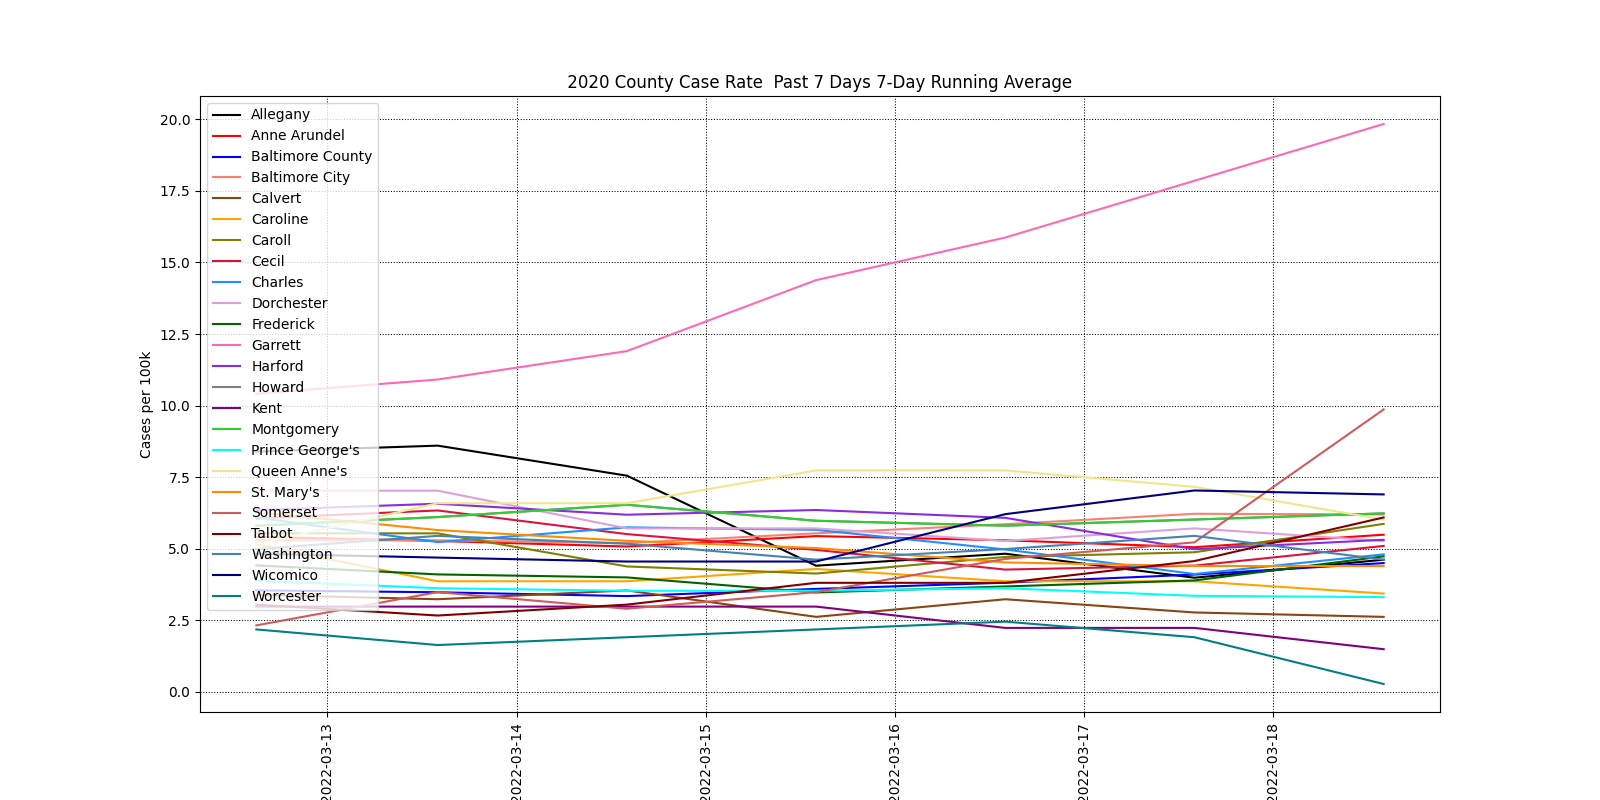 2020 County Case Rate  Past 7 Days 7-Day Running Average
Cases per 100k
20.0
17.5
15.0
12.5
10.0
7.5
5.0
2.5
0.0
Allegany
Anne Arundel
Baltimore County
Baltimore City
Calvert
Caroline
Caroll
Cecil
Charles
Dorchester
Frederick
Garrett
Harford
Howard
Kent
Montgomery
Prince George's
Queen Anne's
St. Mary's
Somerset
Talbot
Washington
Wicomico
Worcester
2022-03-13
2022-03-14
2022-03-15
2022-03-16
2022-03-17
2022-03-18